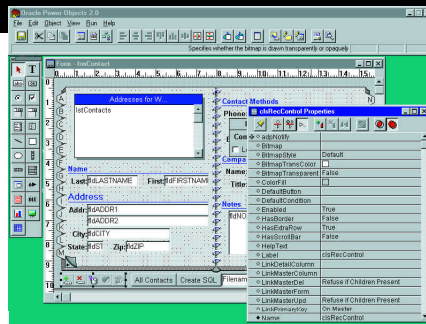 Oracle Power Objects 2.0
File Edit Object View Run Help
Specifies whether the bitmap is drawn transparently or opaquely
Form - frmContact
Addresses for W...
lstContacts
Name
Last: fldLASTNAME First: fldFIRSTNAM
Address
Addr: fldADDR1
fldADDR2
City: fldCITY
State: fldST Zip: fldZIP
All Contacts Create SQL Filename
Contact Methods
Phone:
Name:
Title:
Notes
fldNO
clsRecControl Properties
adpNotify
Bitmap
BitmapStyle Default
BitmapTransColor
BitmapTransparent False
ColorFill
DefaultButton
DefaultCondition
Enabled True
HasBorder False
HasExtraRow True
HasScrollBar False
HelpText
Label clsRecControl
LinkDetailColumn
LinkMasterColumn
LinkMasterDel Refuse if Children Present
LinkMasterForm
LinkMasterUpd Refuse if Children Present
LinkPrimaryKey On Master
Name clsRecControl